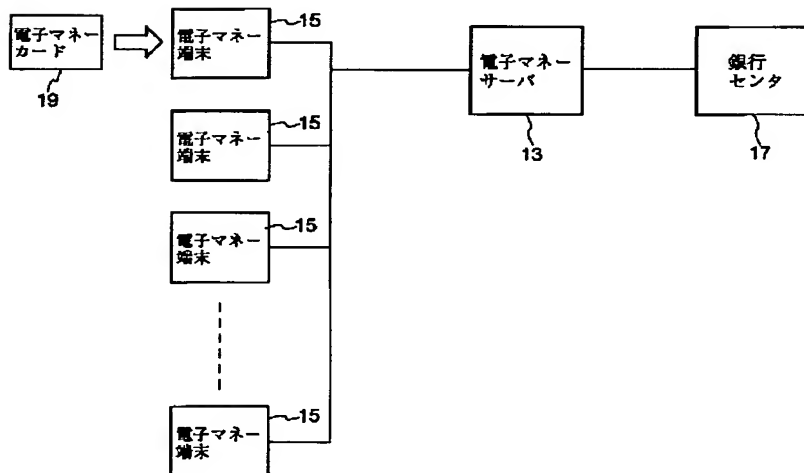 電子マネー
カード
19
電子マネー
端末
15
電子マネー
端末
15
電子マネー
端末
15
電子マネー
端末
15
電子マネー
サーバ
13
銀行
センタ
17